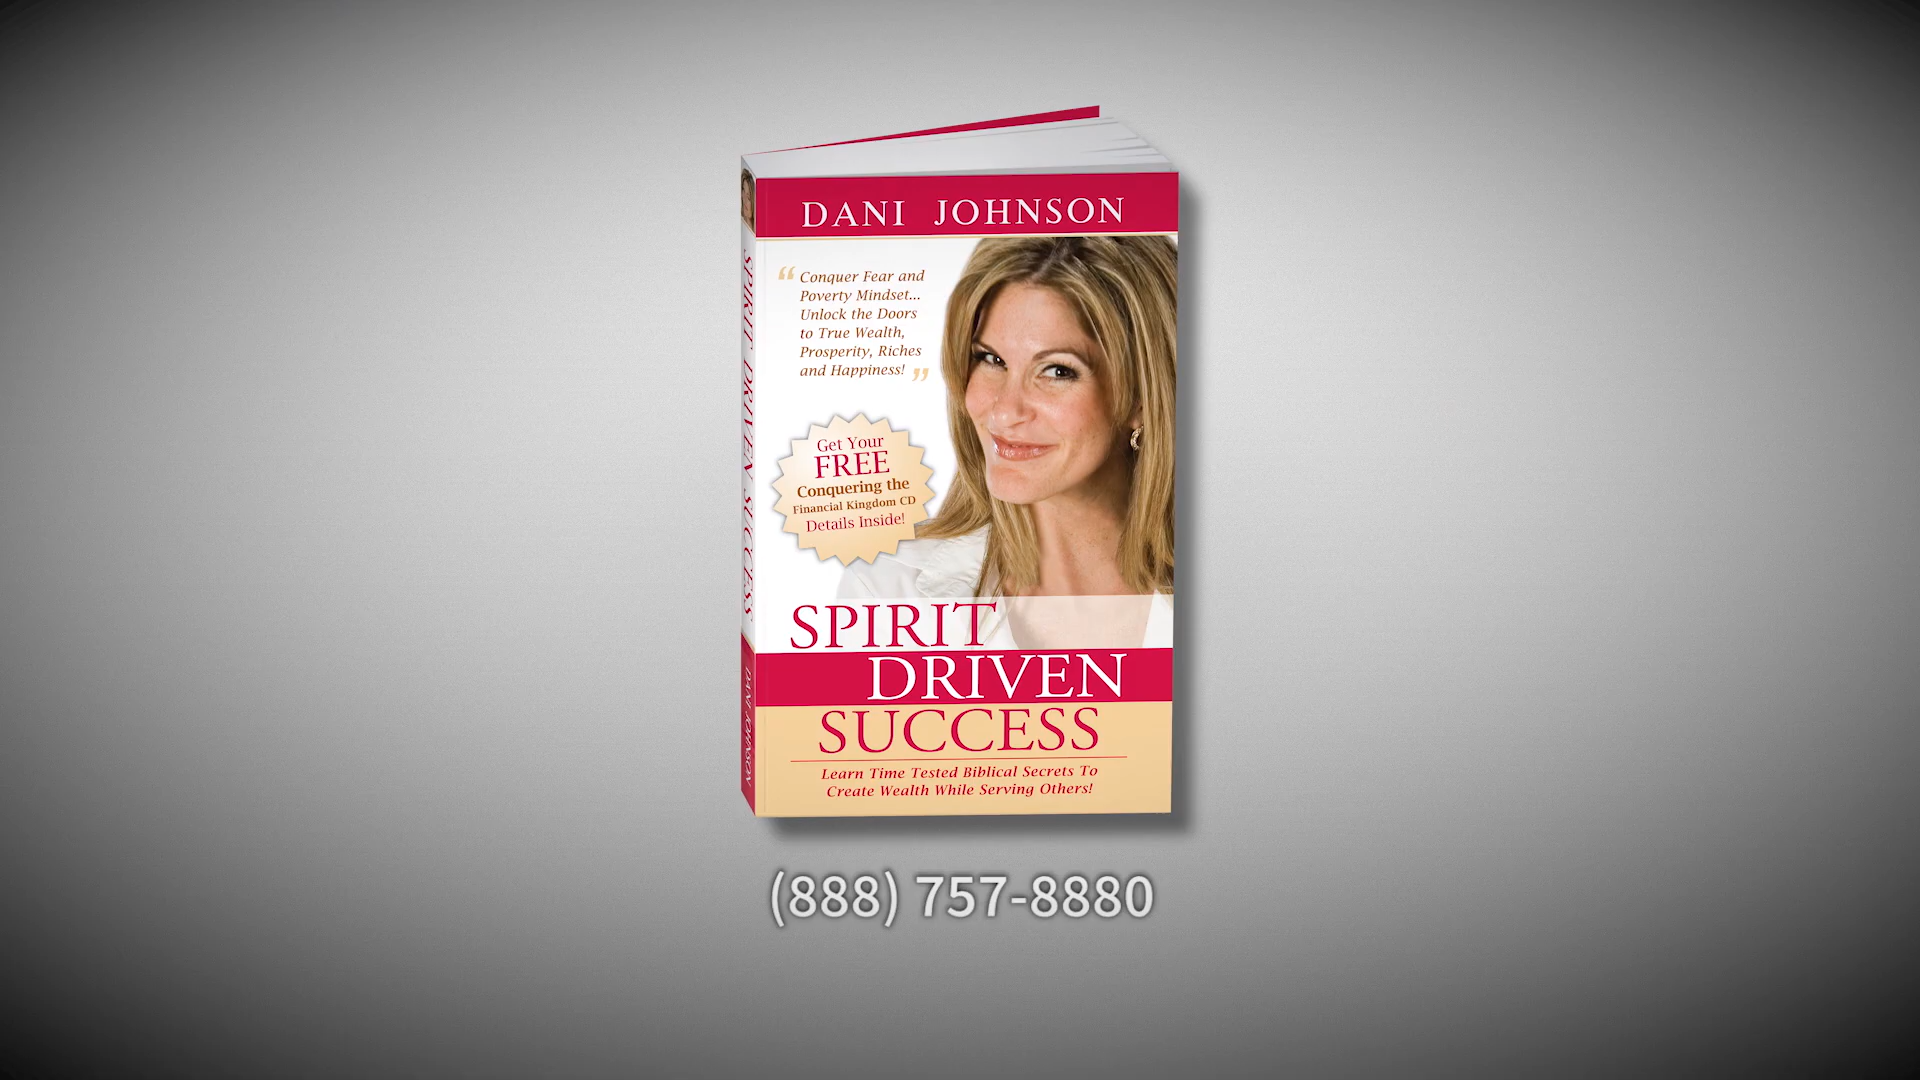 DANI JOHNSON
“ Conquer Fear and
Poverty Mindset...
Unlock the Doors
to True Wealth,
Prosperity, Riches
and Happiness! ”
Get Your
FREE
Conquering the
Financial Kingdom CD
Details Inside!
SPIRIT
DRIVEN
SUCCESS
Learn Time Tested Biblical Secrets To
Create Wealth While Serving Others!
SPIRIT DRIVEN SUCCESS
DANI JOHNSON
(888) 757-8880